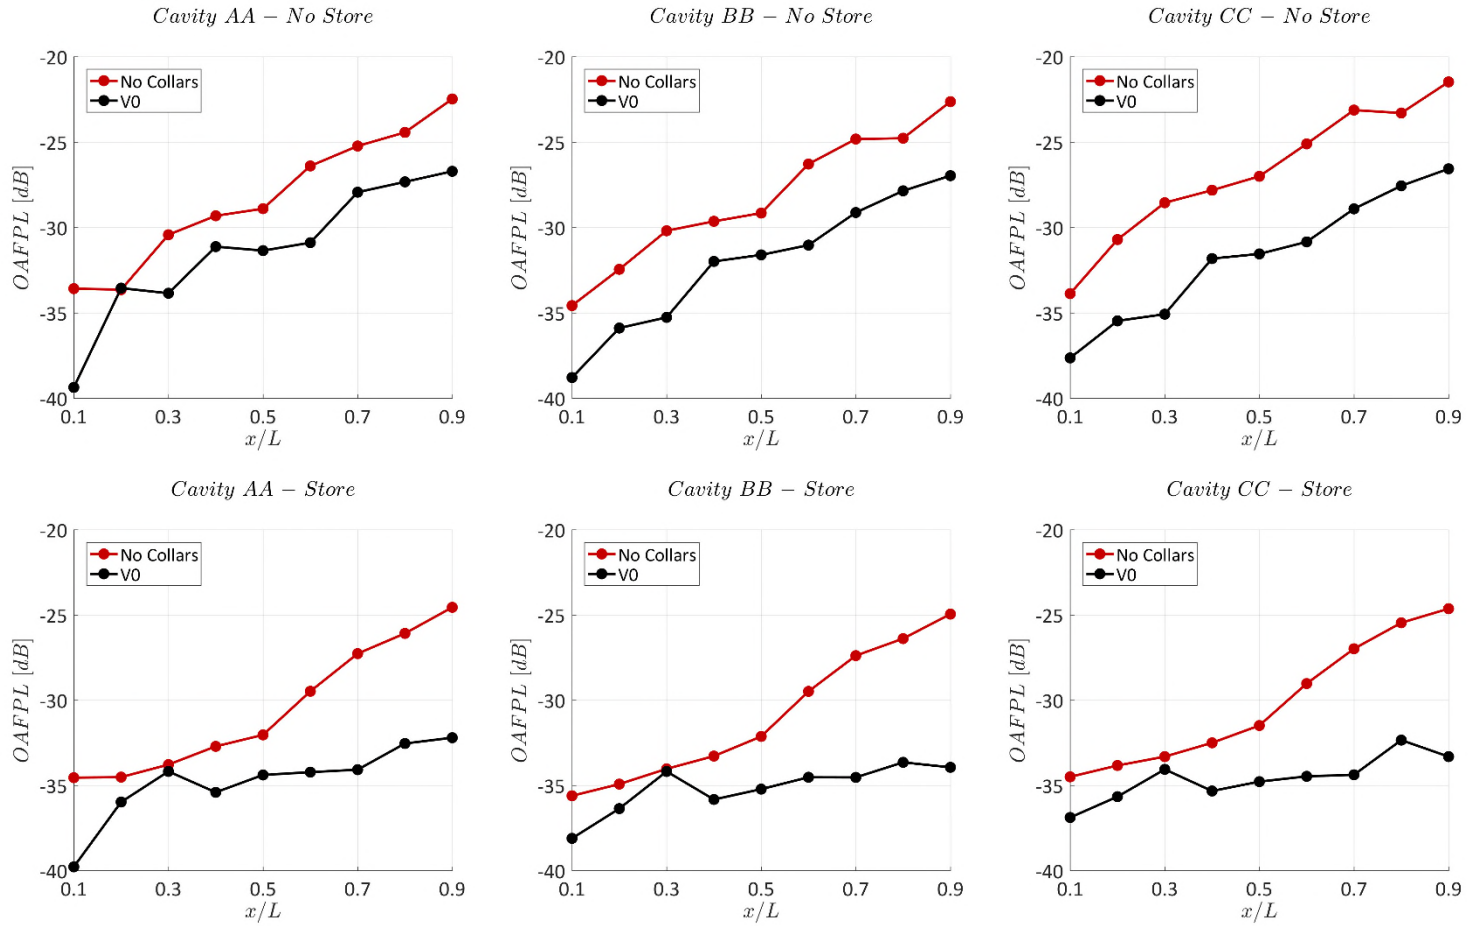 Cavity AA − No Store
-20
-25
-30
-35
-40
OAFPL [dB]
No Collars
V0
0.1 0.3 0.5 0.7 0.9
x/L
Cavity BB − No Store
-20
-25
-30
-35
-40
OAFPL [dB]
No Collars
V0
0.1 0.3 0.5 0.7 0.9
x/L
Cavity CC − No Store
-20
-25
-30
-35
-40
OAFPL [dB]
No Collars
V0
0.1 0.3 0.5 0.7 0.9
x/L
Cavity AA − Store
-20
-25
-30
-35
-40
OAFPL [dB]
No Collars
V0
0.1 0.3 0.5 0.7 0.9
x/L
Cavity BB − Store
-20
-25
-30
-35
-40
OAFPL [dB]
No Collars
V0
0.1 0.3 0.5 0.7 0.9
x/L
Cavity CC − Store
-20
-25
-30
-35
-40
OAFPL [dB]
No Collars
V0
0.1 0.3 0.5 0.7 0.9
x/L